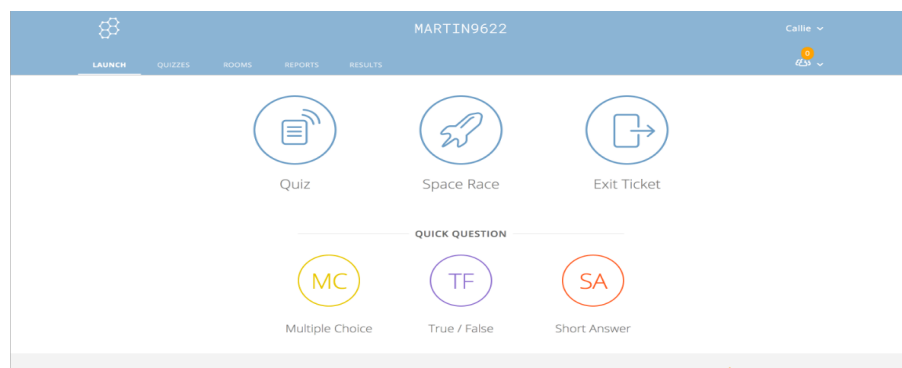 MARTIN9622
Callie
0
LAUNCH QUIZZES ROOMS REPORTS RESULTS
Quiz Space Race Exit Ticket
QUICK QUESTION
MC TF SA
Multiple Choice True / False Short Answer